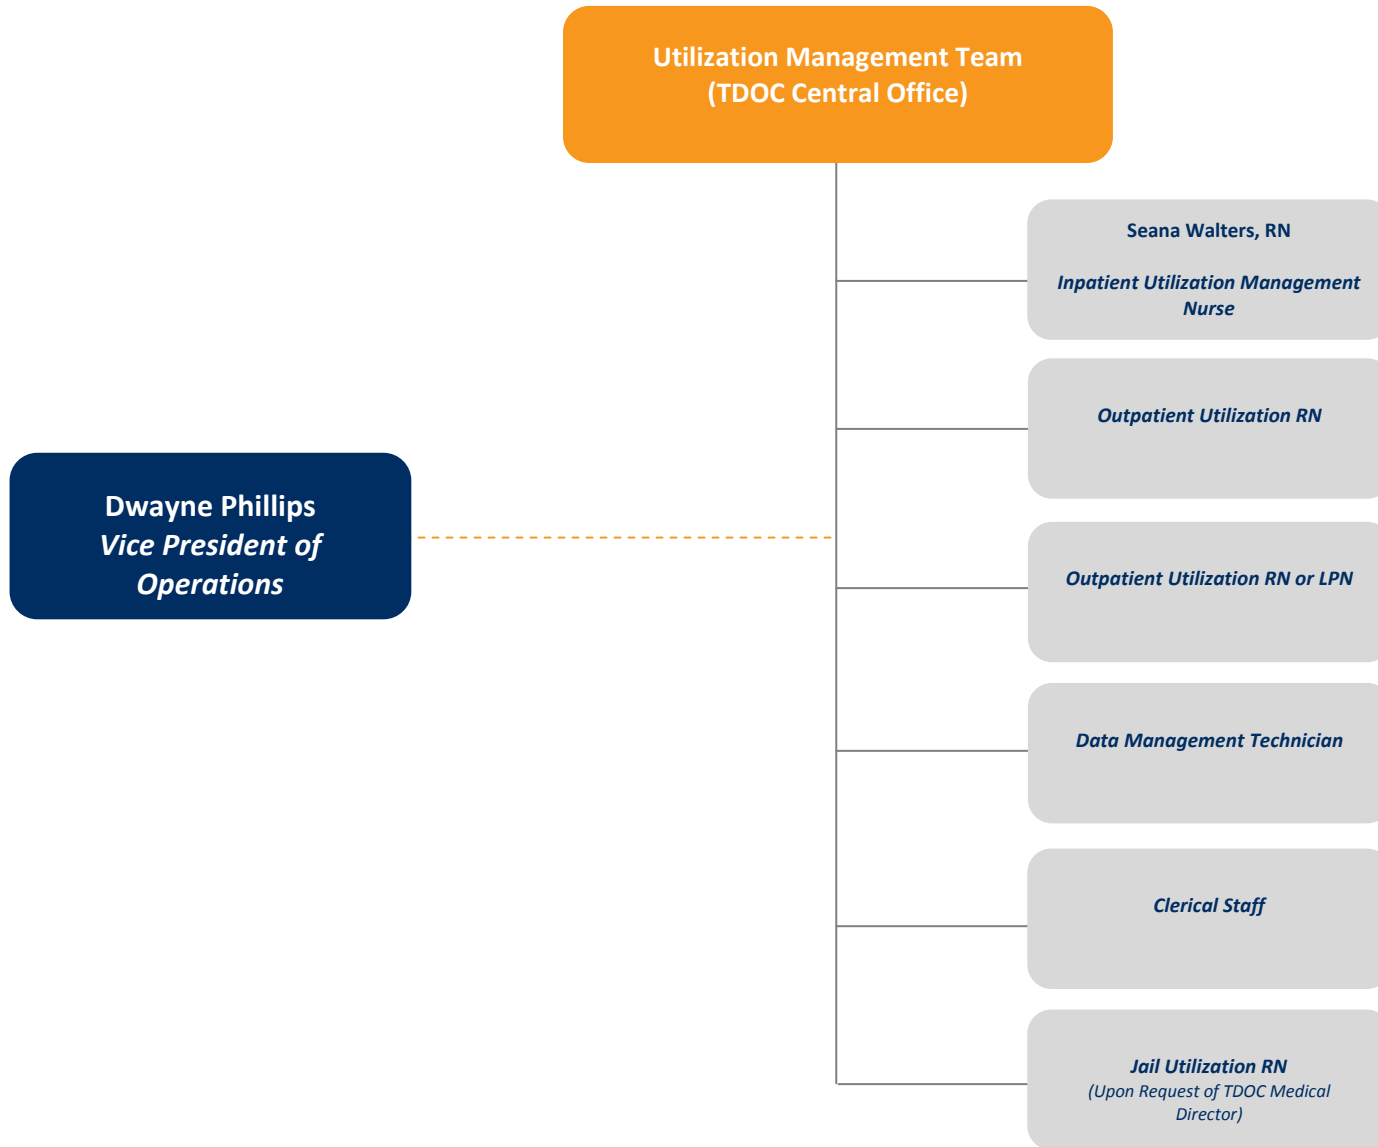 Utilization Management Team
(TDOC Central Office)
Seana Walters, RN
Inpatient Utilization Management
Nurse
Outpatient Utilization RN
Dwayne Phillips
Vice President of
Operations
Outpatient Utilization RN or LPN
Data Management Technician
Clerical Staff
Jail Utilization RN
(Upon Request of TDOC Medical
Director)